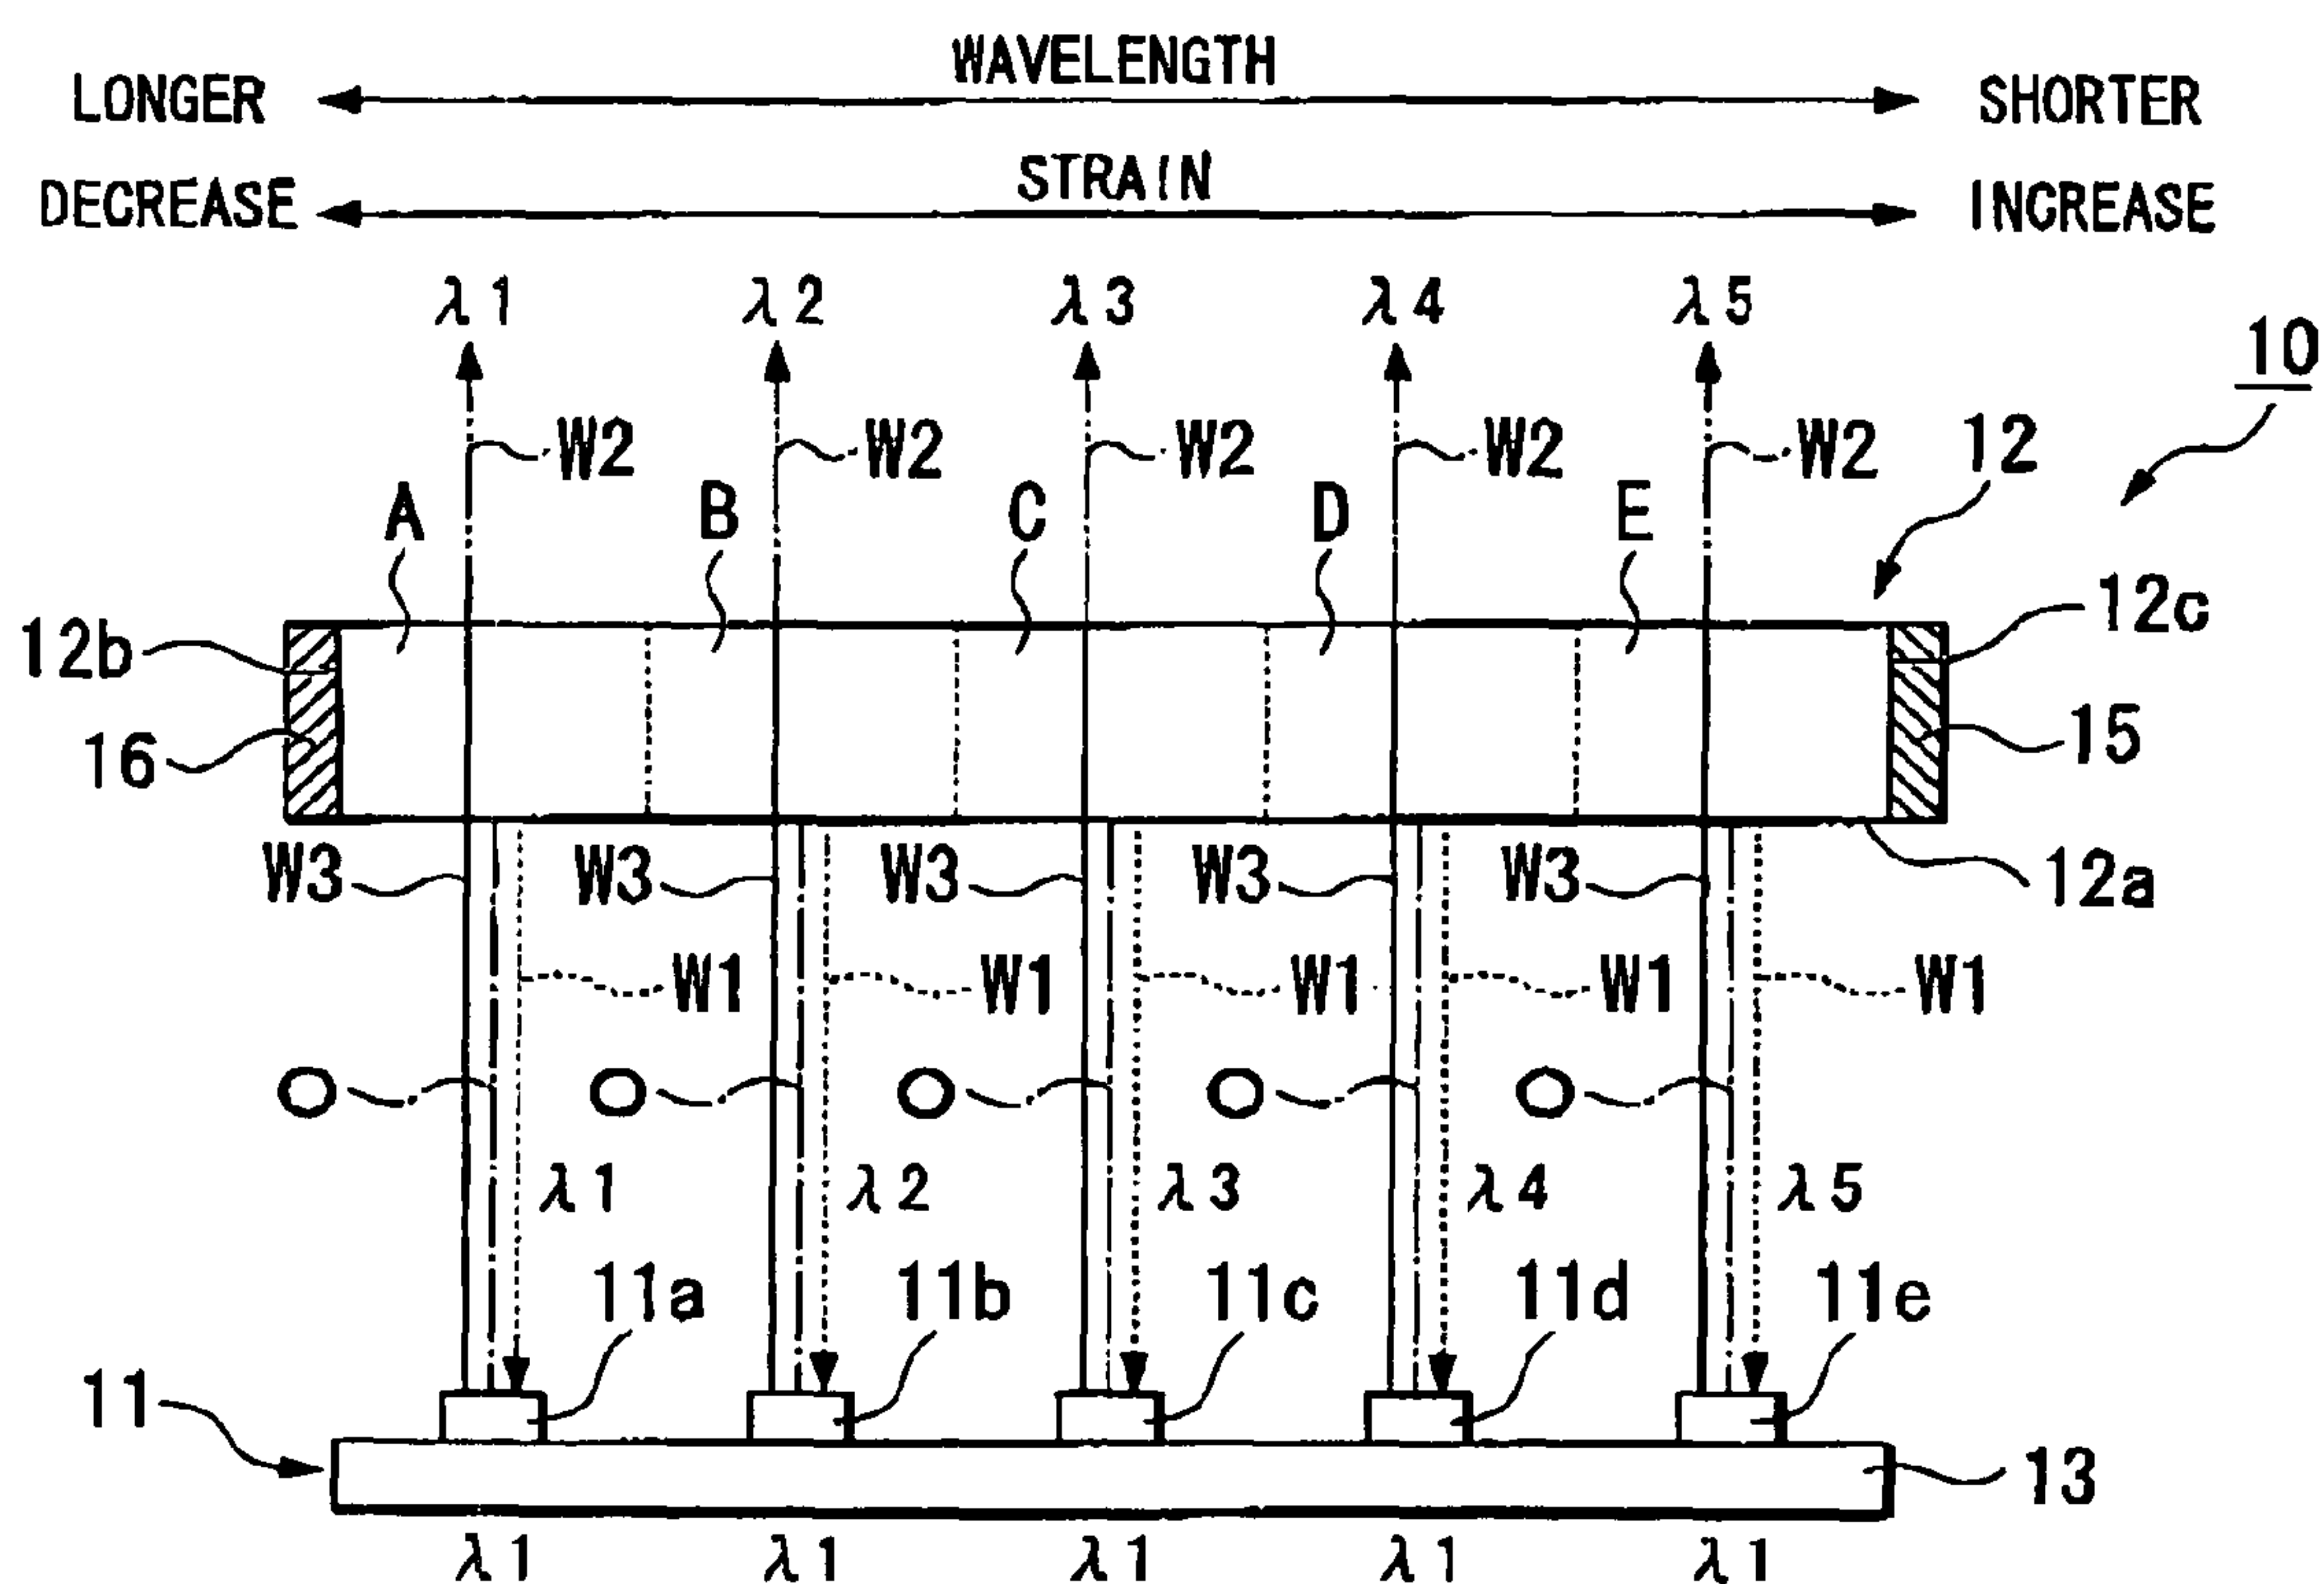 WAVELENGTH
LONGER SHORTER
STRAIN
DECREASE INCREASE
λ1 λ2 λ3 λ4 λ5
10
W2 W2 W2 W2 W2 12
A B C D E
12b 12c
16 15
W3 W3 W3 W3 W3 12a
W1 W1 W1 W1 W1
O O O O O
λ1 λ2 λ3 λ4 λ5
11a 11b 11c 11d 11e
11 13
λ1 λ1 λ1 λ1 λ1